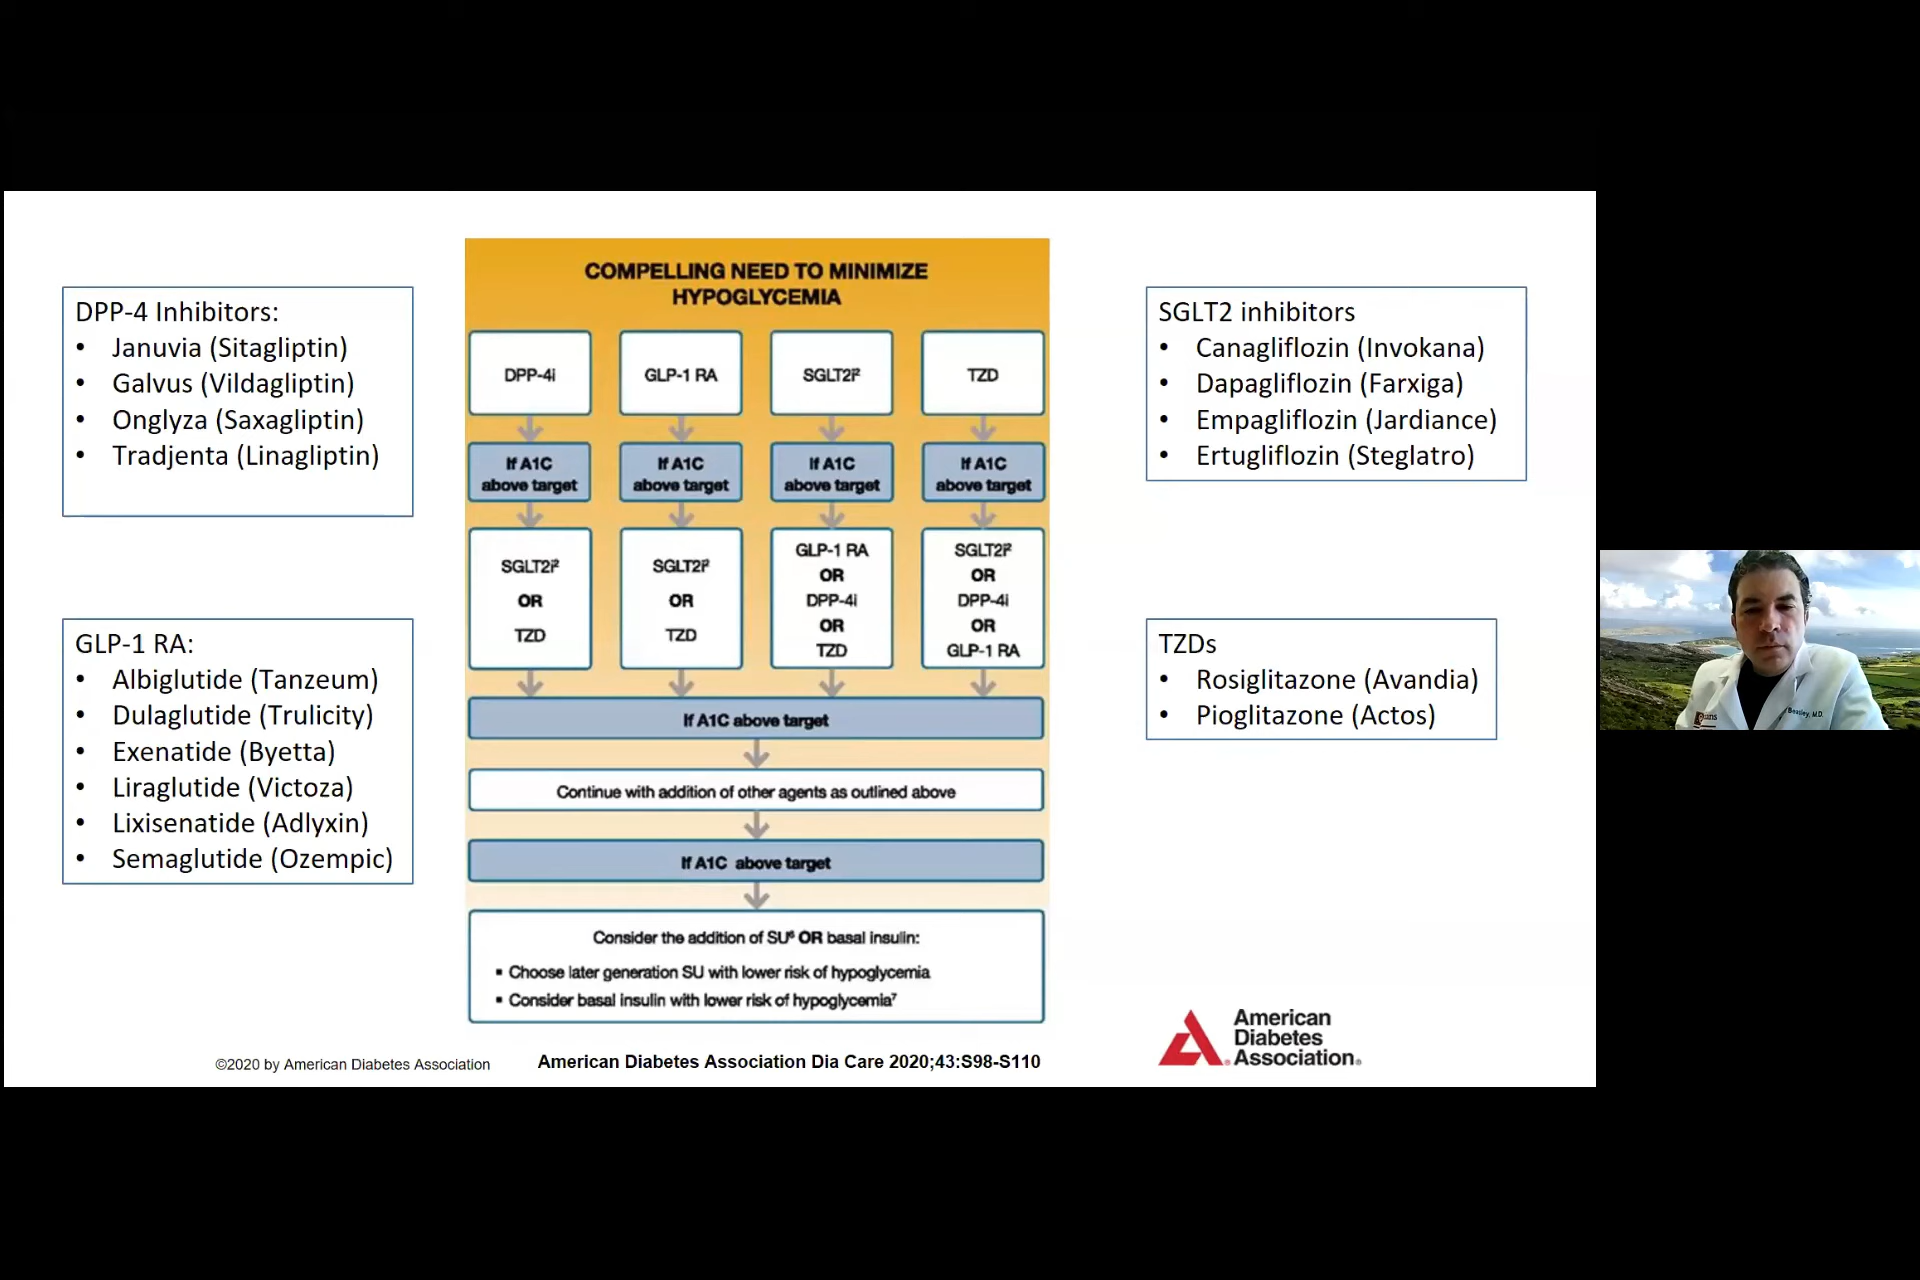 COMPELLING NEED TO MINIMIZE
HYPOGLYCEMIA
DPP-4 Inhibitors:
• Januvia (Sitagliptin)
• Galvus (Vildagliptin)
• Onglyza (Saxagliptin)
• Tradjenta (Linagliptin)
GLP-1 RA:
• Albiglutide (Tanzeum)
• Dulaglutide (Trulicity)
• Exenatide (Byetta)
• Liraglutide (Victoza)
• Lixisenatide (Adlyxin)
• Semaglutide (Ozempic)
DPP-4i
GLP-1 RA
SGLT2i²
TZD
If A1C
above target
If A1C
above target
If A1C
above target
If A1C
above target
SGLT2i²
OR
TZD
SGLT2i²
OR
TZD
GLP-1 RA
OR
DPP-4i
OR
TZD
SGLT2i²
OR
DPP-4i
OR
GLP-1 RA
If A1C above target
Continue with addition of other agents as outlined above
If A1C above target
Consider the addition of SU⁶ OR basal insulin:
▪ Choose later generation SU with lower risk of hypoglycemia
▪ Consider basal insulin with lower risk of hypoglycemia⁷
SGLT2 inhibitors
• Canagliflozin (Invokana)
• Dapagliflozin (Farxiga)
• Empagliflozin (Jardiance)
• Ertugliflozin (Steglatro)
TZDs
• Rosiglitazone (Avandia)
• Pioglitazone (Actos)
Beasley, M.D.
©2020 by American Diabetes Association
American Diabetes Association Dia Care 2020;43:S98-S110
American
Diabetes
Association®